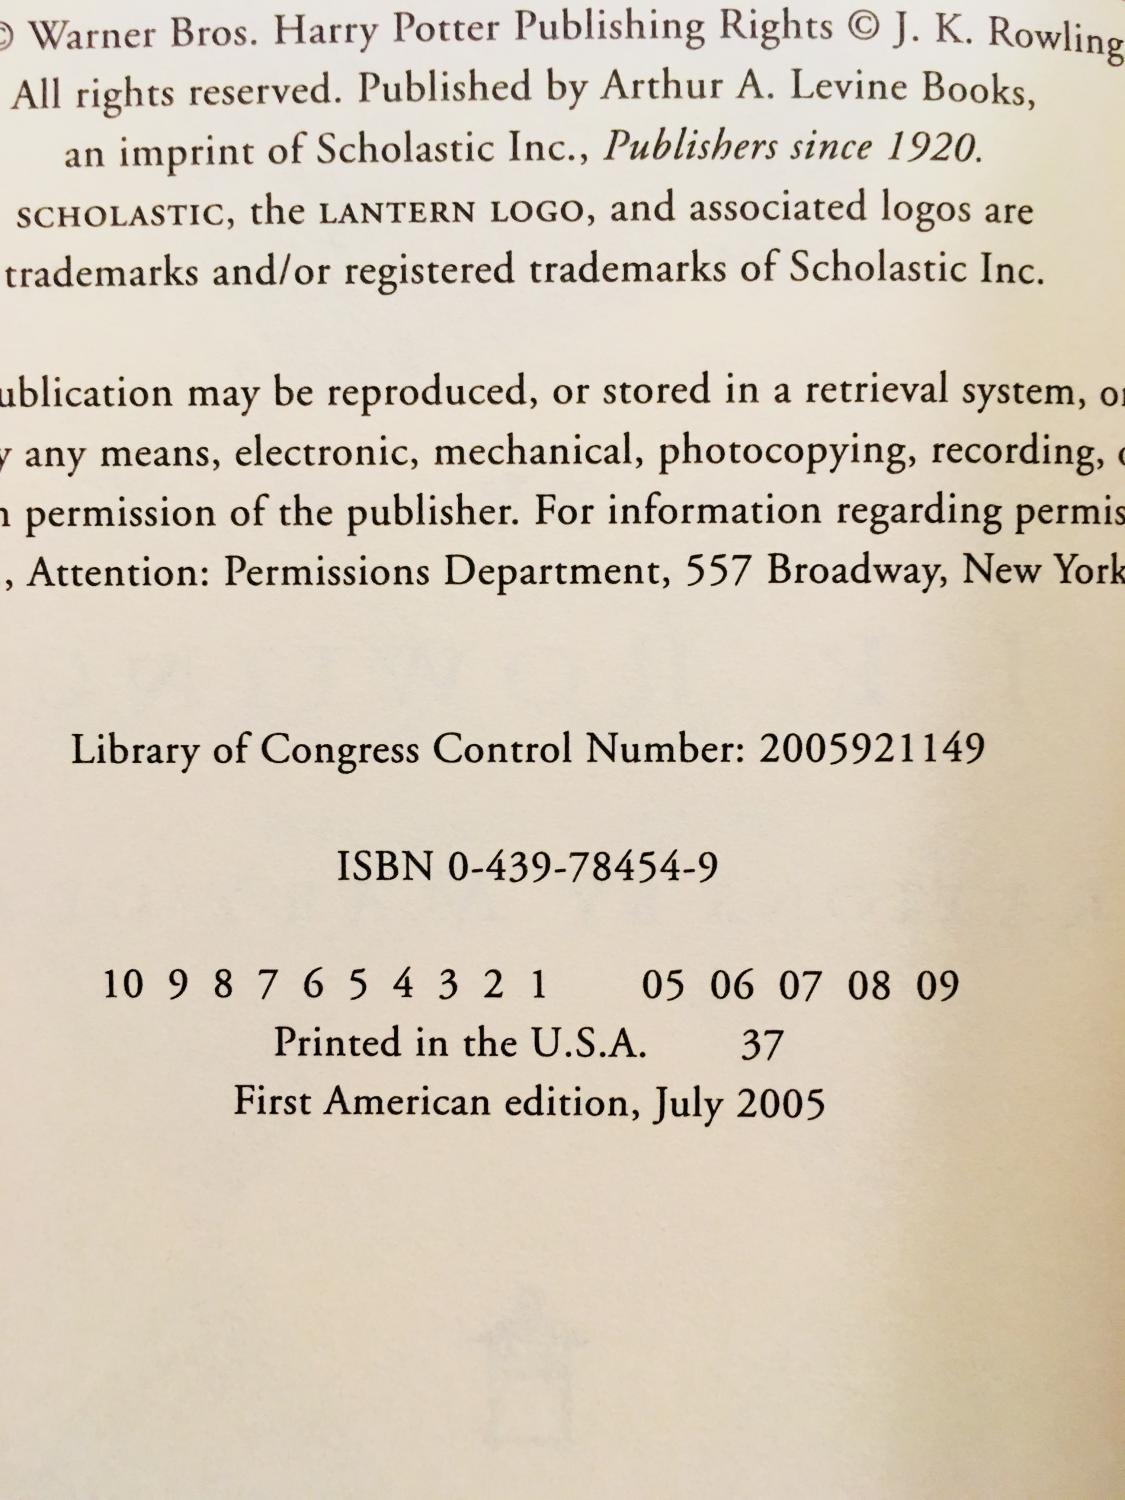 © Warner Bros. Harry Potter Publishing Rights © J. K. Rowling
All rights reserved. Published by Arthur A. Levine Books,
an imprint of Scholastic Inc., Publishers since 1920.
SCHOLASTIC, the LANTERN LOGO, and associated logos are
trademarks and/or registered trademarks of Scholastic Inc.
ublication may be reproduced, or stored in a retrieval system, or
y any means, electronic, mechanical, photocopying, recording,
permission of the publisher. For information regarding permis
, Attention: Permissions Department, 557 Broadway, New York
Library of Congress Control Number: 2005921149
ISBN 0-439-78454-9
10 9 8 7 6 5 4 3 2 1 05 06 07 08 09
Printed in the U.S.A. 37
First American edition, July 2005